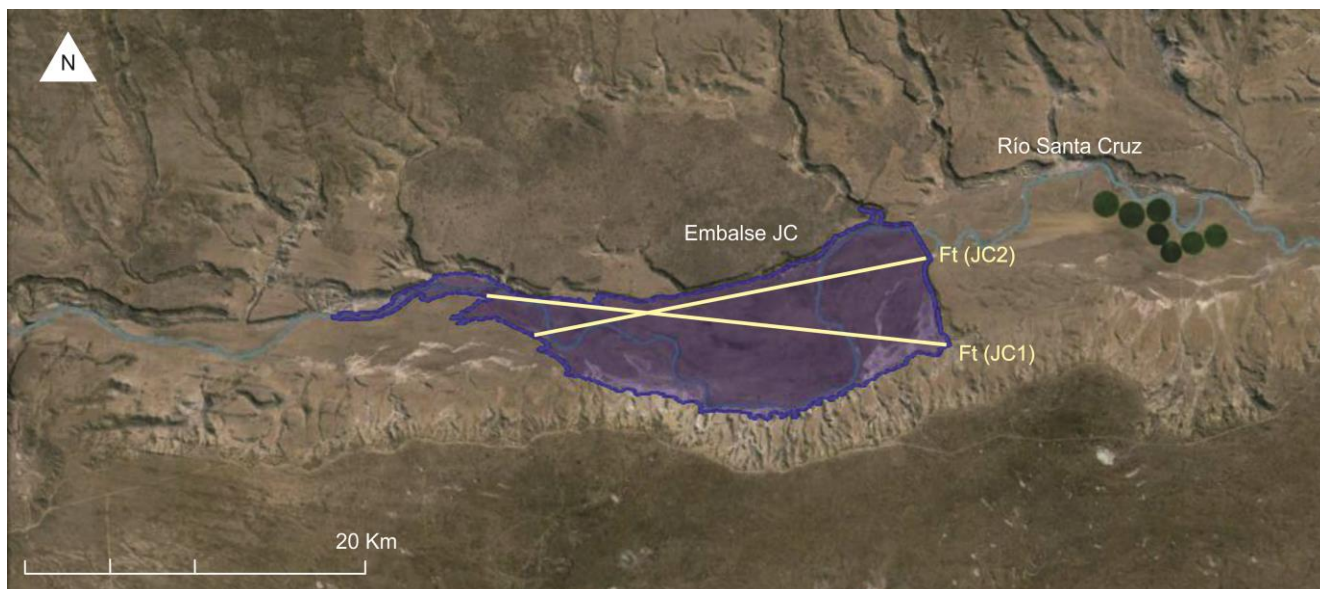 N
Río Santa Cruz
Embalse JC
Ft (JC2)
Ft (JC1)
20 Km